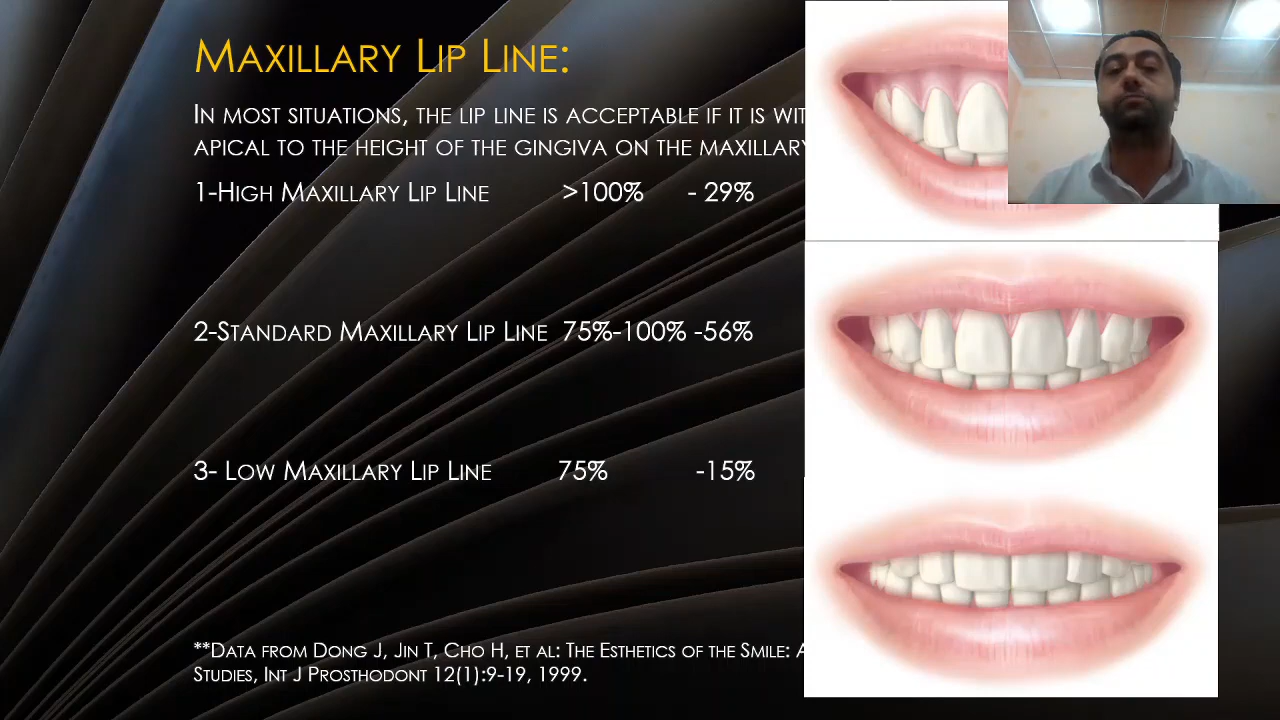 Maxillary Lip Line:
In most situations, the lip line is acceptable if it is
apical to the height of the gingiva on the maxillary
1-High Maxillary Lip Line >100% - 29%
2-Standard Maxillary Lip Line 75%-100% -56%
3- Low Maxillary Lip Line 75% -15%
**Data from Dong J, Jin T, Cho H, et al: The Esthetics of the Smile:
Studies, Int J Prosthodont 12(1):9-19, 1999.